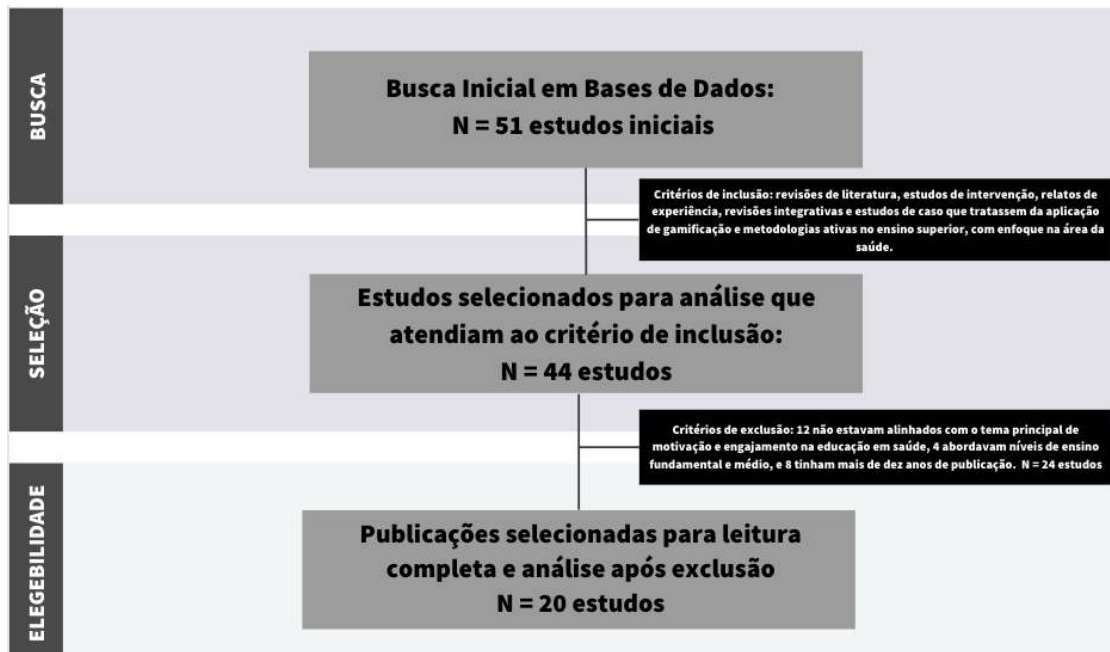 BUSCA
Busca Inicial em Bases de Dados:
N = 51 estudos iniciais
Critérios de inclusão: revisões de literatura, estudos de intervenção, relatos de
experiência, revisões integrativas e estudos de caso que tratassem da aplicação
de gamificação e metodologias ativas no ensino superior, com enfoque na área da
saúde.
SELEÇÃO
Estudos selecionados para análise que
atendiam ao critério de inclusão:
N = 44 estudos
Critérios de exclusão: 12 não estavam alinhados com o tema principal de
motivação e engajamento na educação em saúde, 4 abordavam níveis de ensino
fundamental e médio, e 8 tinham mais de dez anos de publicação. N = 24 estudos
ELEGEBILIDADE
Publicações selecionadas para leitura
completa e análise após exclusão
N = 20 estudos